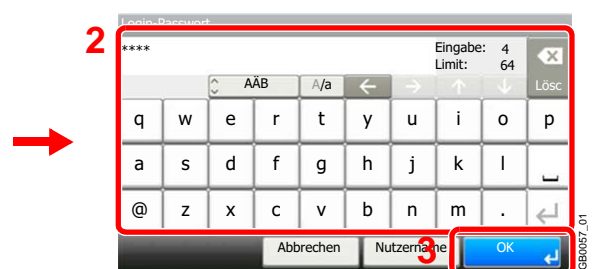 Login-Passwort
2
**** Eingabe: 4
Limit: 64
AÄB A/a Lösc
q w e r t y u i o p
a s d f g h j k l
@ z x c v b n m .
Abbrechen Nutzername 3 OK
GB0057_01